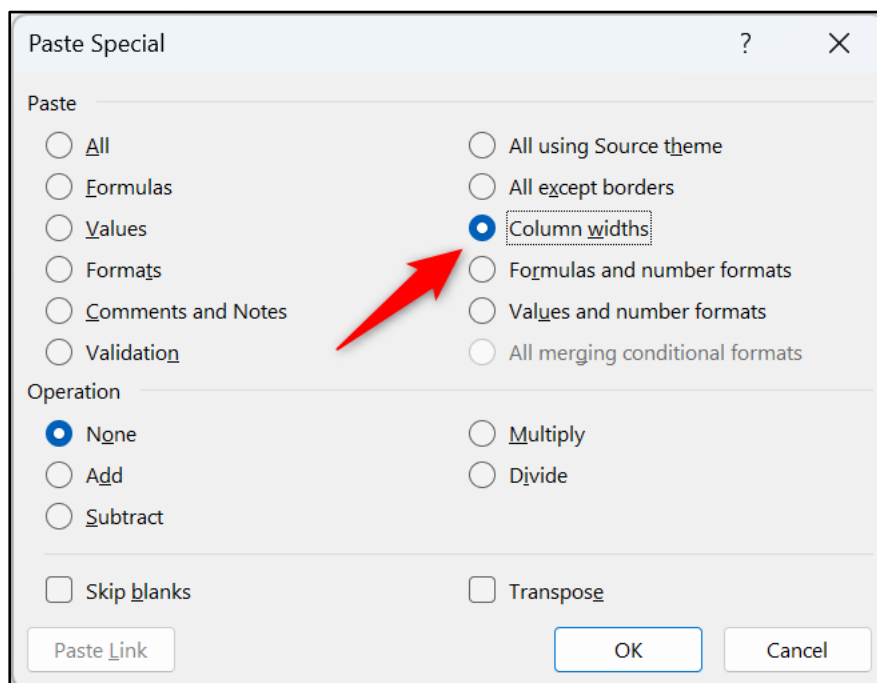 Paste Special ?
Paste
All
All using Source theme
Formulas
All except borders
Values
Column widths
Formats
Formulas and number formats
Comments and Notes
Values and number formats
Validation
All merging conditional formats
Operation
None
Multiply
Add
Divide
Subtract
Skip blanks
Transpose
Paste Link
OK
Cancel